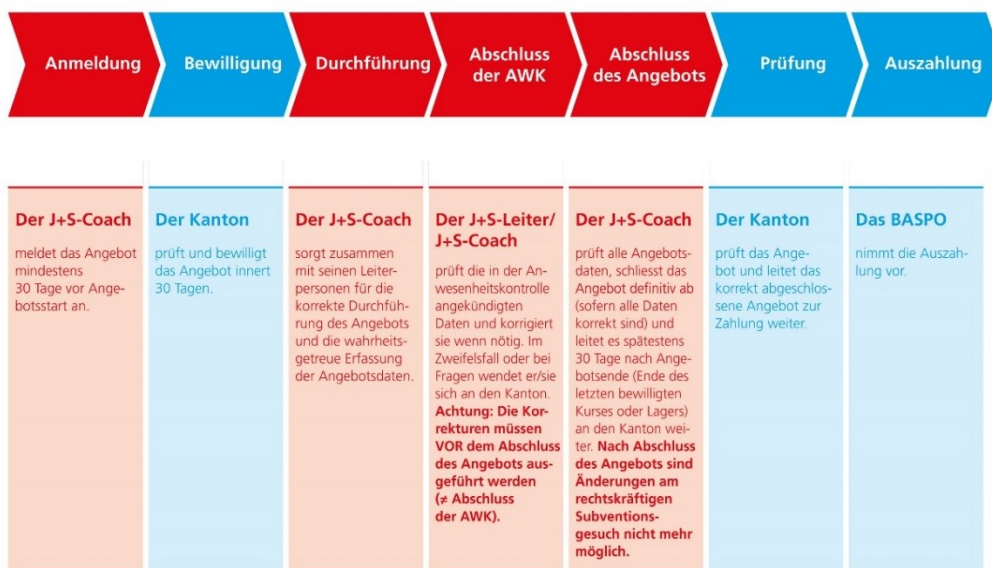 Anmeldung
Bewilligung
Durchführung
Abschluss
der AWK
Abschluss
des Angebots
Prüfung
Auszahlung
Der J+S-Coach
meldet das Angebot
mindestens
30 Tage vor Ange-
botsstart an.
Der Kanton
prüft und bewilligt
das Angebot innert
30 Tagen.
Der J+S-Coach
sorgt zusammen
mit seinen Leiter-
personen für die
korrekte Durchfüh-
rung des Angebots
und die wahrheits-
getreue Erfassung
der Angebotsdaten.
Der J+S-Leiter/
J+S-Coach
prüft die in der An-
wesenheitskontrolle
angekündigten
Daten und korrigiert
sie wenn nötig. Im
Zweifelsfall oder bei
Fragen wendet er/sie
sich an den Kanton.
Achtung: Die Kor-
rekturen müssen
VOR dem Abschluss
des Angebots aus-
geführt werden
(≠ Abschluss
der AWK).
Der J+S-Coach
prüft alle Angebots-
daten, schliesst das
Angebot definitiv ab
(sofern alle Daten
korrekt sind) und
leitet es spätestens
30 Tage nach Ange-
botsende (Ende des
letzten bewilligten
Kurses oder Lagers)
an den Kanton wei-
ter. Nach Abschluss
des Angebots sind
Änderungen am
rechtskräftigen
Subventions-
gesuch nicht mehr
möglich.
Der Kanton
prüft das Ange-
bot und leitet das
korrekt abgeschlos-
sene Angebot zur
Zahlung weiter.
Das BASPO
nimmt die Auszah-
lung vor.